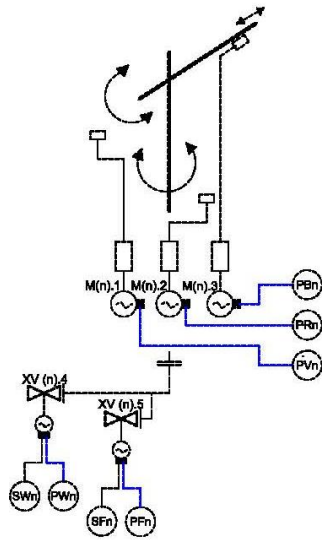 M(n).1 M(n).2 M(n).3
PBn
PRn
PVn
XV (n).4
XV (n).5
SWn PWn
SFn PFn